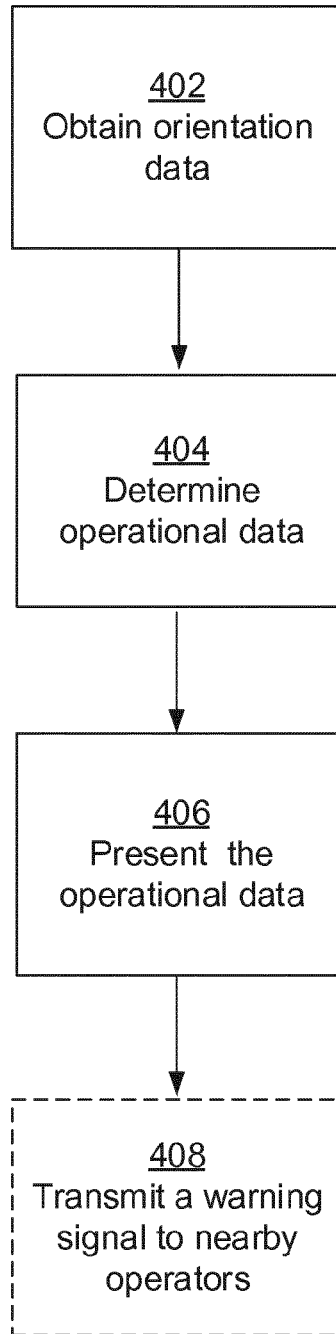 402
Obtain orientation
data
404
Determine
operational data
406
Present the
operational data
408
Transmit a warning
signal to nearby
operators